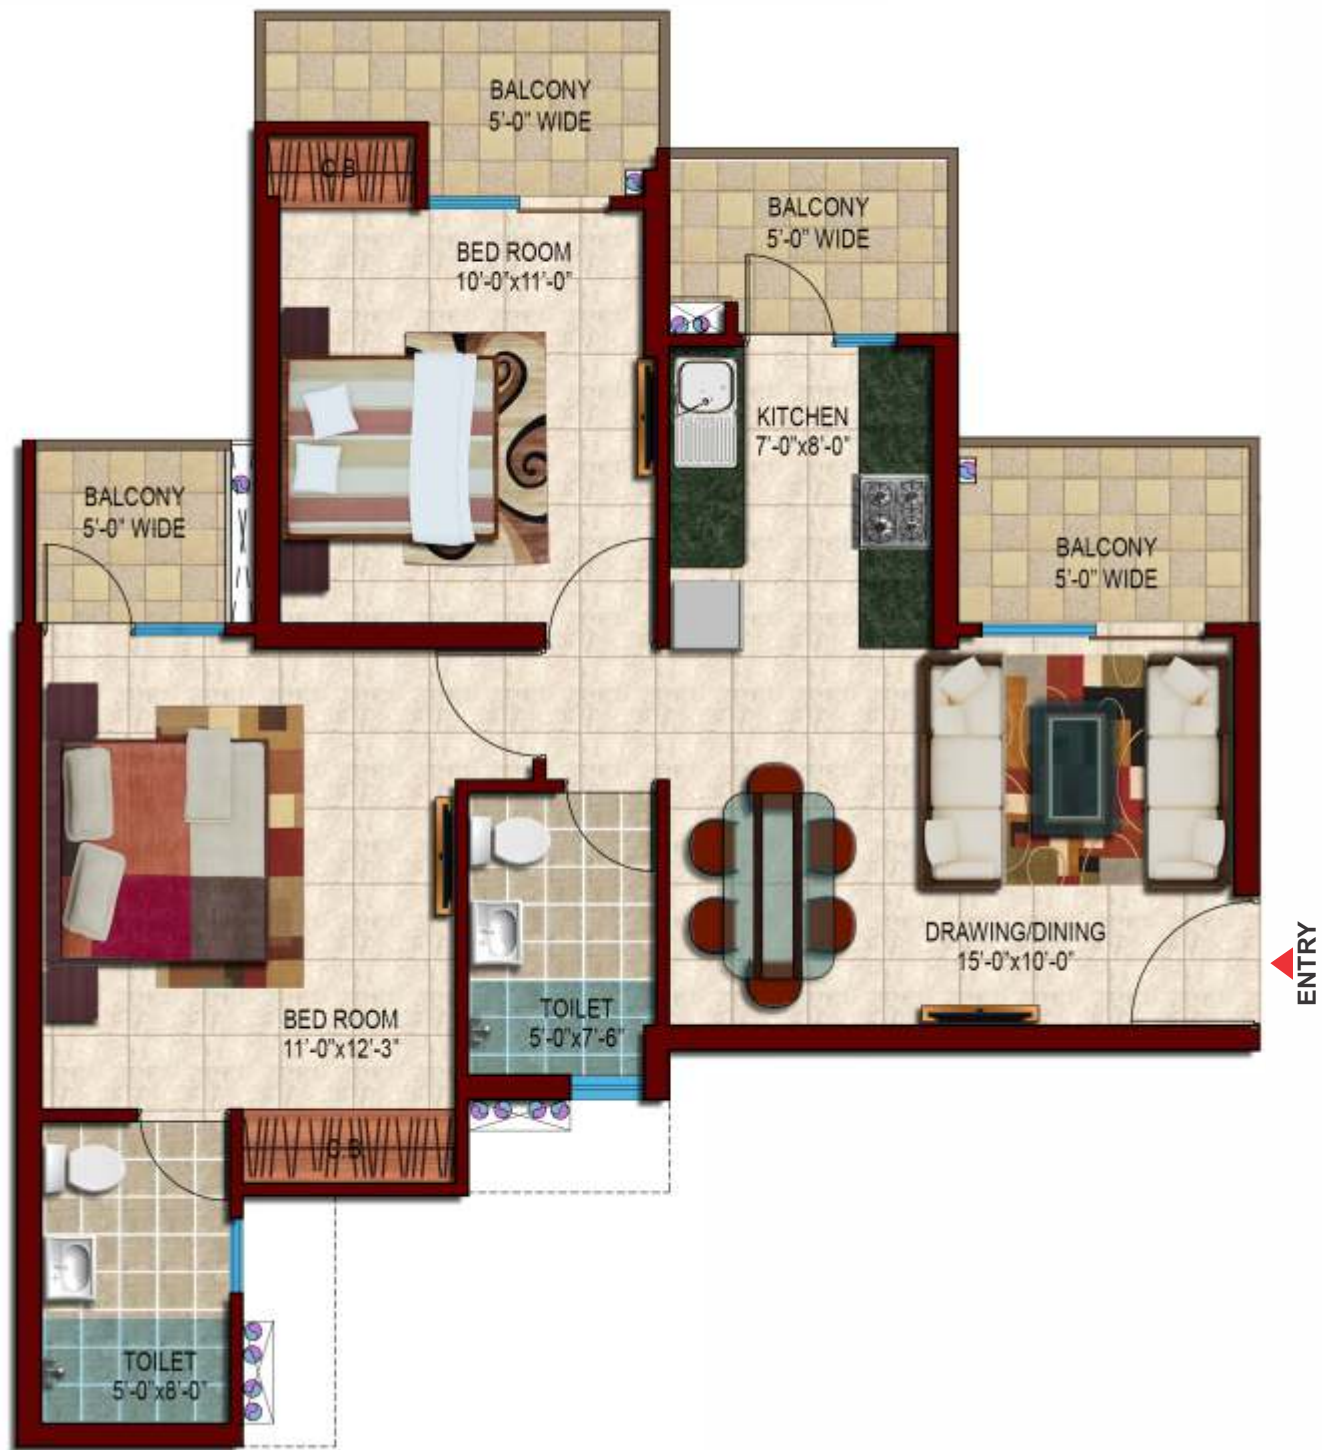 BALCONY
5'-0" WIDE
C.B
BED ROOM
10'-0"x11'-0"
BALCONY
5'-0" WIDE
KITCHEN
7'-0"x8'-0"
BALCONY
5'-0" WIDE
BALCONY
5'-0" WIDE
DRAWING/DINING
15'-0"x10'-0"
ENTRY
BED ROOM
11'-0"x12'-3"
TOILET
5'-0"x7'-6"
C.B.
TOILET
5'-0"x8'-0"